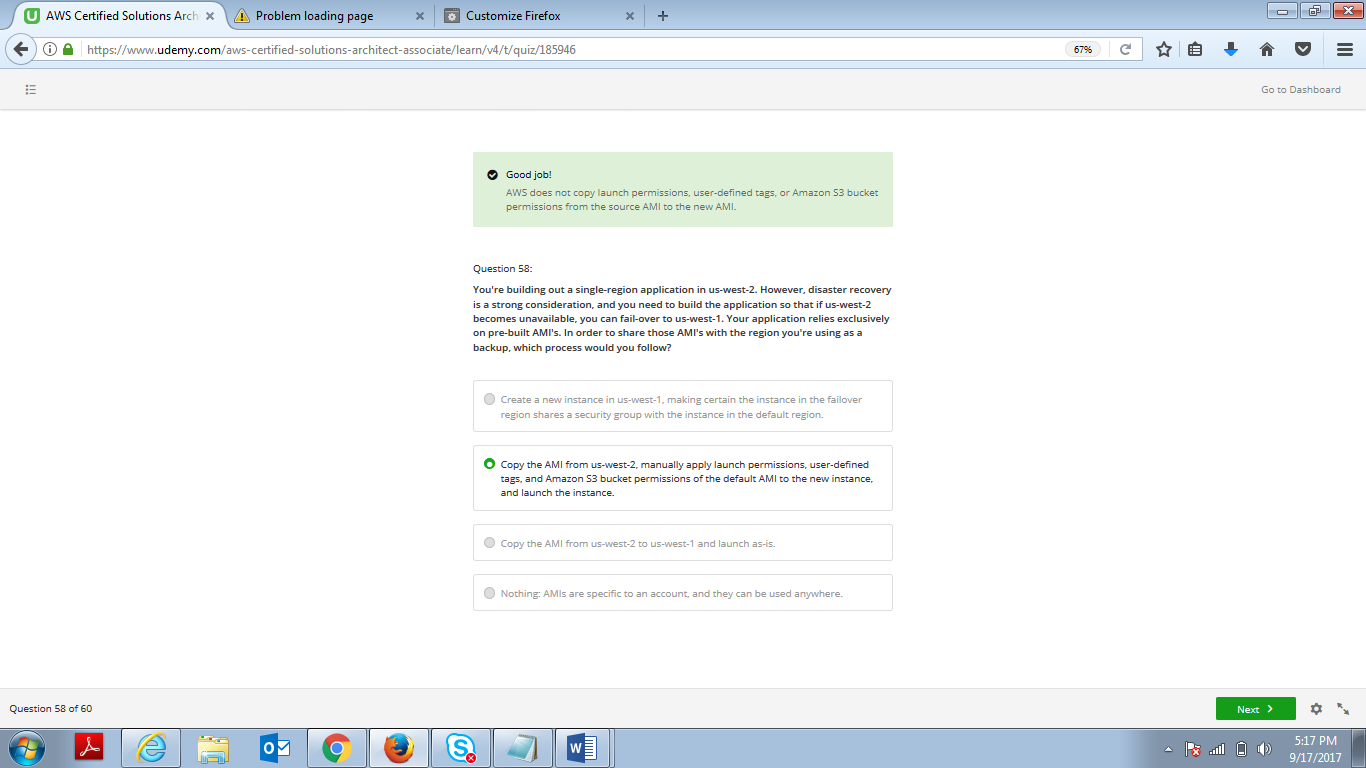 AWS Certified Solutions Arch
Problem loading page
Customize Firefox
https://www.udemy.com/aws-certified-solutions-architect-associate/learn/v4/t/quiz/185946
67%
Go to Dashboard
Good job!
AWS does not copy launch permissions, user-defined tags, or Amazon S3 bucket
permissions from the source AMI to the new AMI.
Question 58:
You're building out a single-region application in us-west-2. However, disaster recovery
is a strong consideration, and you need to build the application so that if us-west-2
becomes unavailable, you can fail-over to us-west-1. Your application relies exclusively
on pre-built AMI's. In order to share those AMI's with the region you're using as a
backup, which process would you follow?
Create a new instance in us-west-1, making certain the instance in the failover
region shares a security group with the instance in the default region.
Copy the AMI from us-west-2, manually apply launch permissions, user-defined
tags, and Amazon S3 bucket permissions of the default AMI to the new instance,
and launch the instance.
Copy the AMI from us-west-2 to us-west-1 and launch as-is.
Nothing: AMIs are specific to an account, and they can be used anywhere.
Question 58 of 60
Next
5:17 PM
9/17/2017